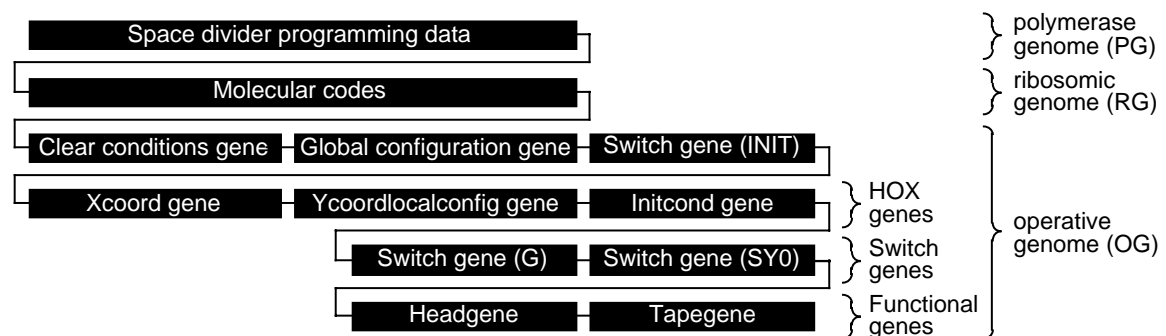 Space divider programming data
polymerase
genome (PG)
Molecular codes
ribosomic
genome (RG)
Clear conditions gene Global configuration gene Switch gene (INIT)
Xcoord gene Ycoordlocalconfig gene Initcond gene
HOX
genes
operative
genome (OG)
Switch gene (G) Switch gene (SY0)
Switch
genes
Headgene Tapegene
Functional
genes